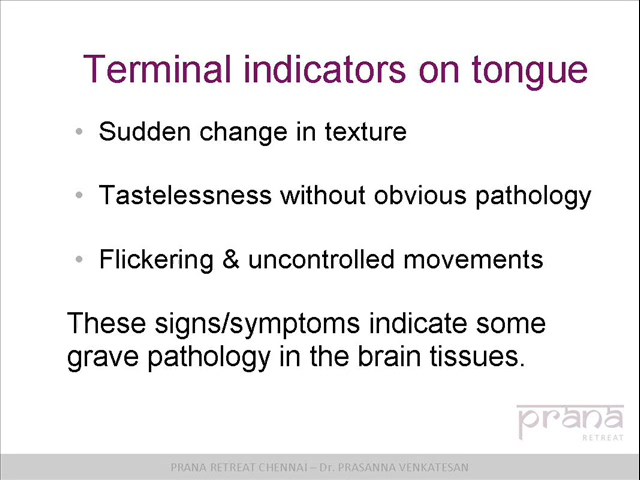 Terminal indicators on tongue
• Sudden change in texture
• Tastelessness without obvious pathology
• Flickering & uncontrolled movements
These signs/symptoms indicate some
grave pathology in the brain tissues.
prana
RETREAT
PRANA RETREAT CHENNAI – Dr. PRASANNA VENKATESAN